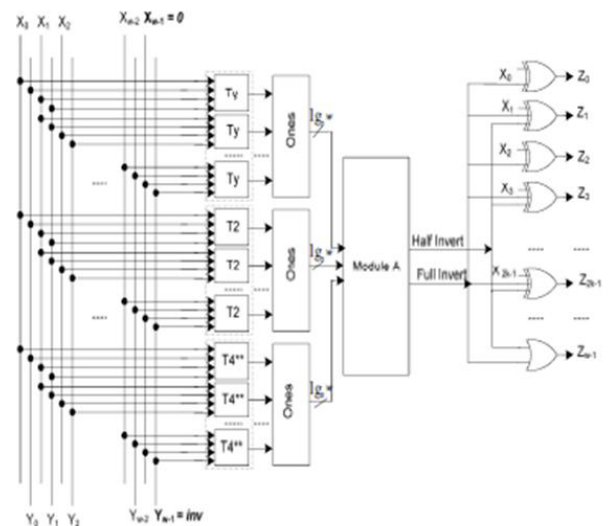 X0 X1 X2 Xw-2 Xw-1 = 0
Ty
Ty
.....
Ty
Ones
lg w
T2
T2
.....
T2
Ones
lg w
T4**
T4**
.....
T4**
Ones
lg w
....
....
....
Module A
Half Invert
Full Invert
X0 Z0
X1 Z1
X2 Z2
X3 Z3
.... ....
X2k-1 Z2k-1
.... ....
Zw-1
Y0 Y1 Y2 Yw-2 Yw-1 = inv